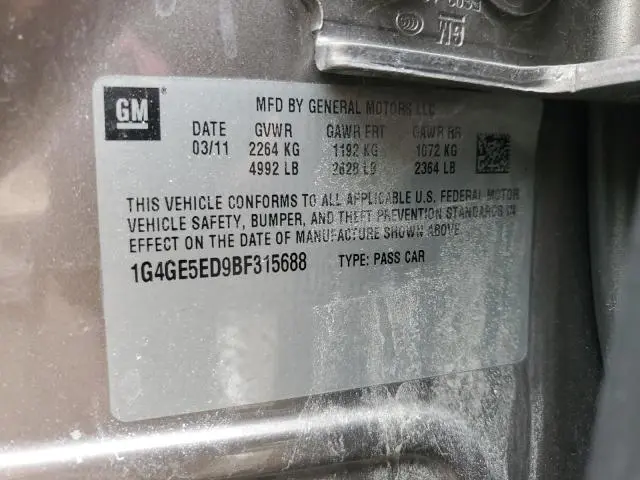 GM
MFD BY GENERAL MOTORS LLC
DATE GVWR GAWR FRT GAWR RR
03/11 2264 KG 1192 KG 1072 KG
4992 LB 2628 LB 2364 LB
THIS VEHICLE CONFORMS TO ALL APPLICABLE U.S. FEDERAL MOTOR
VEHICLE SAFETY, BUMPER, AND THEFT PREVENTION STANDARDS IN
EFFECT ON THE DATE OF MANUFACTURE SHOWN ABOVE.
1G4GE5ED9BF315688 TYPE: PASS CAR